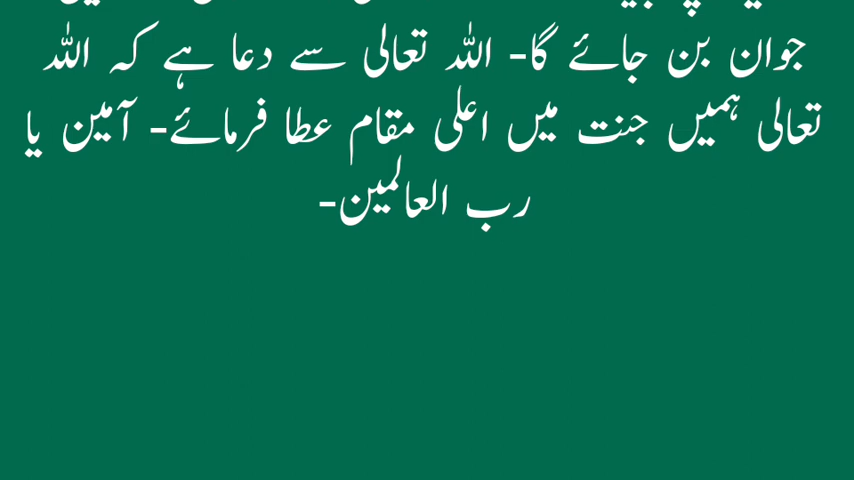 جوان بن جائے گا- اللہ تعالی سے دعا ہے کہ اللہ
تعالی ہمیں جنت میں اعلی مقام عطا فرمائے- آمین یا
رب العالمین-